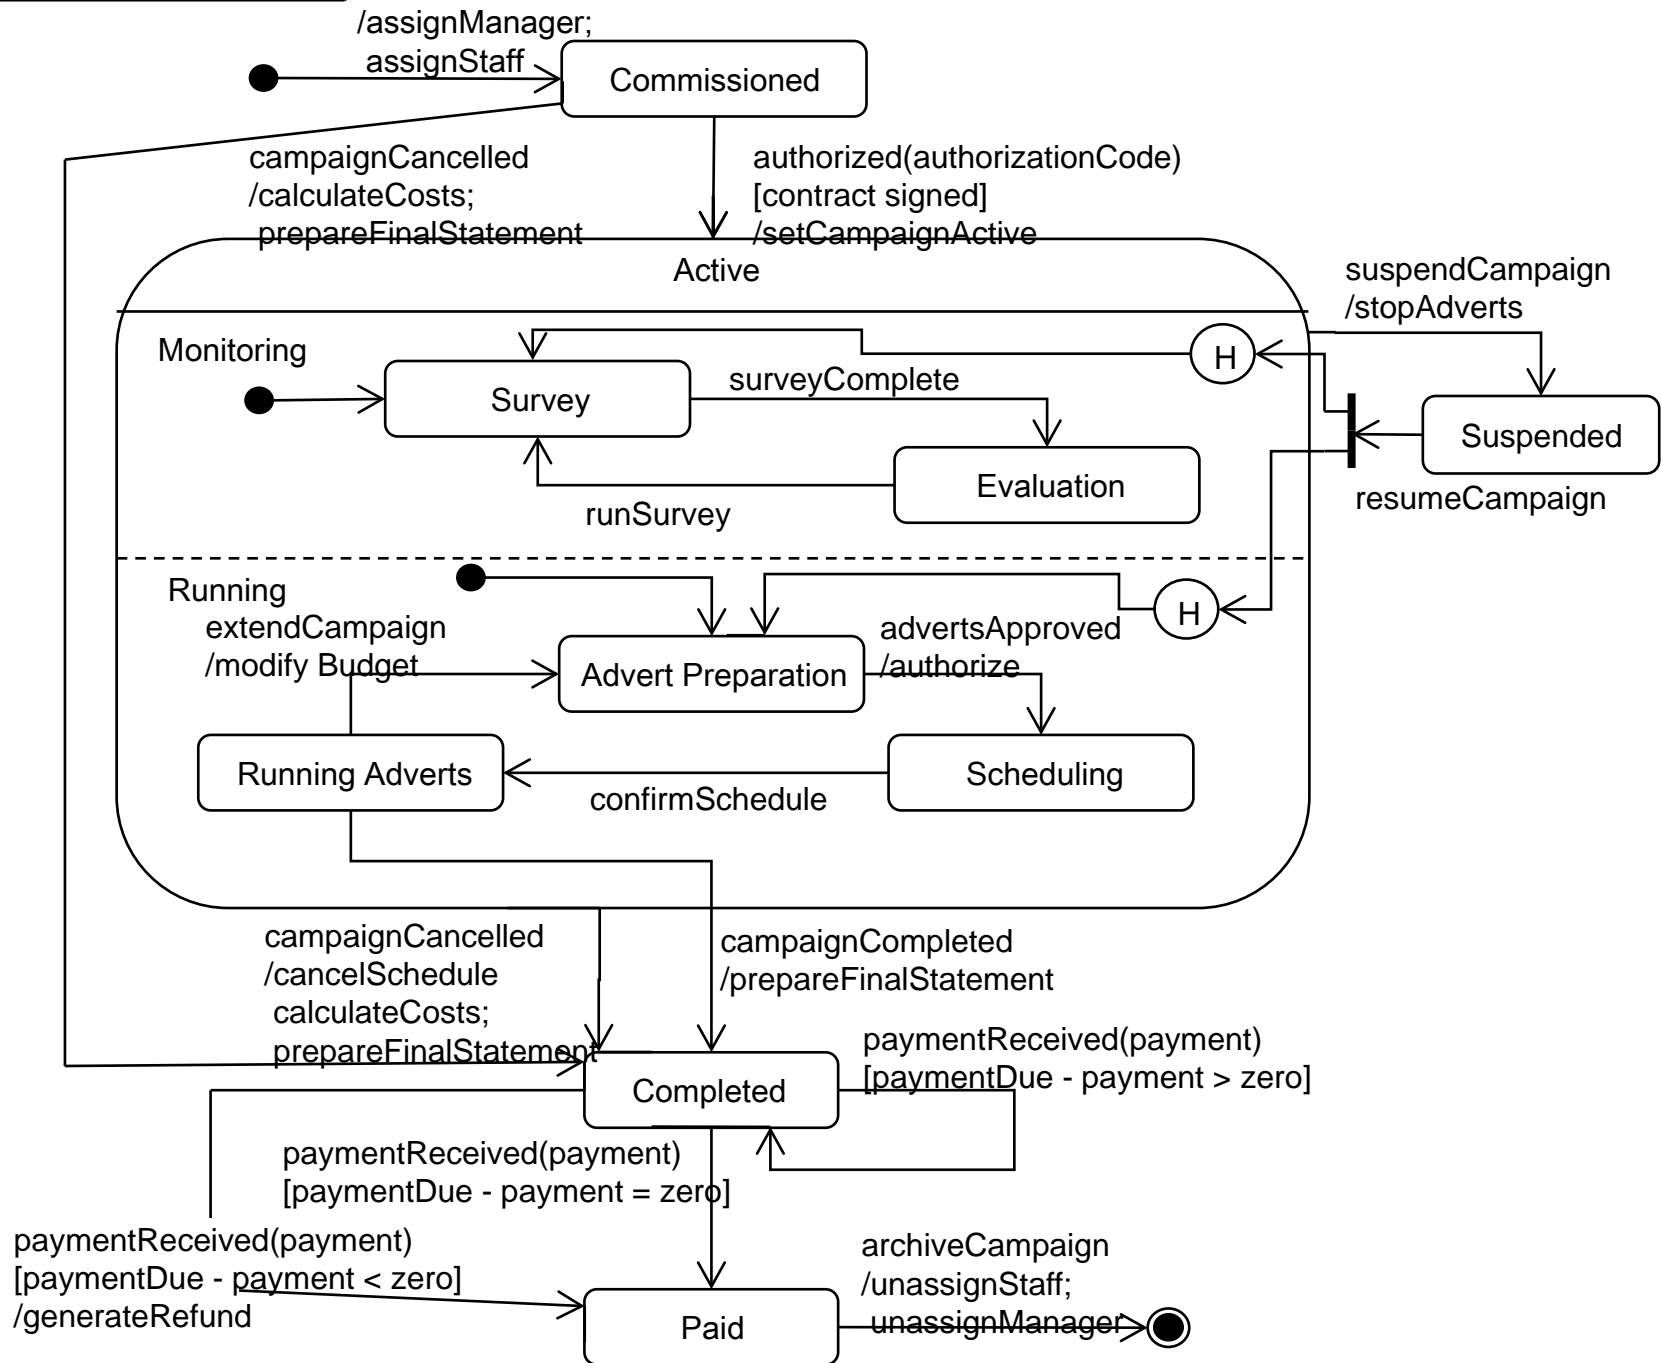 /assignManager;
assignStaff
Commissioned
campaignCancelled
/calculateCosts;
prepareFinalStatement
authorized(authorizationCode)
[contract signed]
/setCampaignActive
Active
suspendCampaign
/stopAdverts
Monitoring
H
Survey
surveyComplete
Suspended
Evaluation
resumeCampaign
runSurvey
Running
H
extendCampaign
/modify Budget
advertsApproved
/authorize
Advert Preparation
Running Adverts
Scheduling
confirmSchedule
campaignCancelled
/cancelSchedule
calculateCosts;
prepareFinalStatement
campaignCompleted
/prepareFinalStatement
paymentReceived(payment)
[paymentDue - payment > zero]
Completed
paymentReceived(payment)
[paymentDue - payment = zero]
paymentReceived(payment)
[paymentDue - payment < zero]
/generateRefund
archiveCampaign
/unassignStaff;
unassignManager
Paid